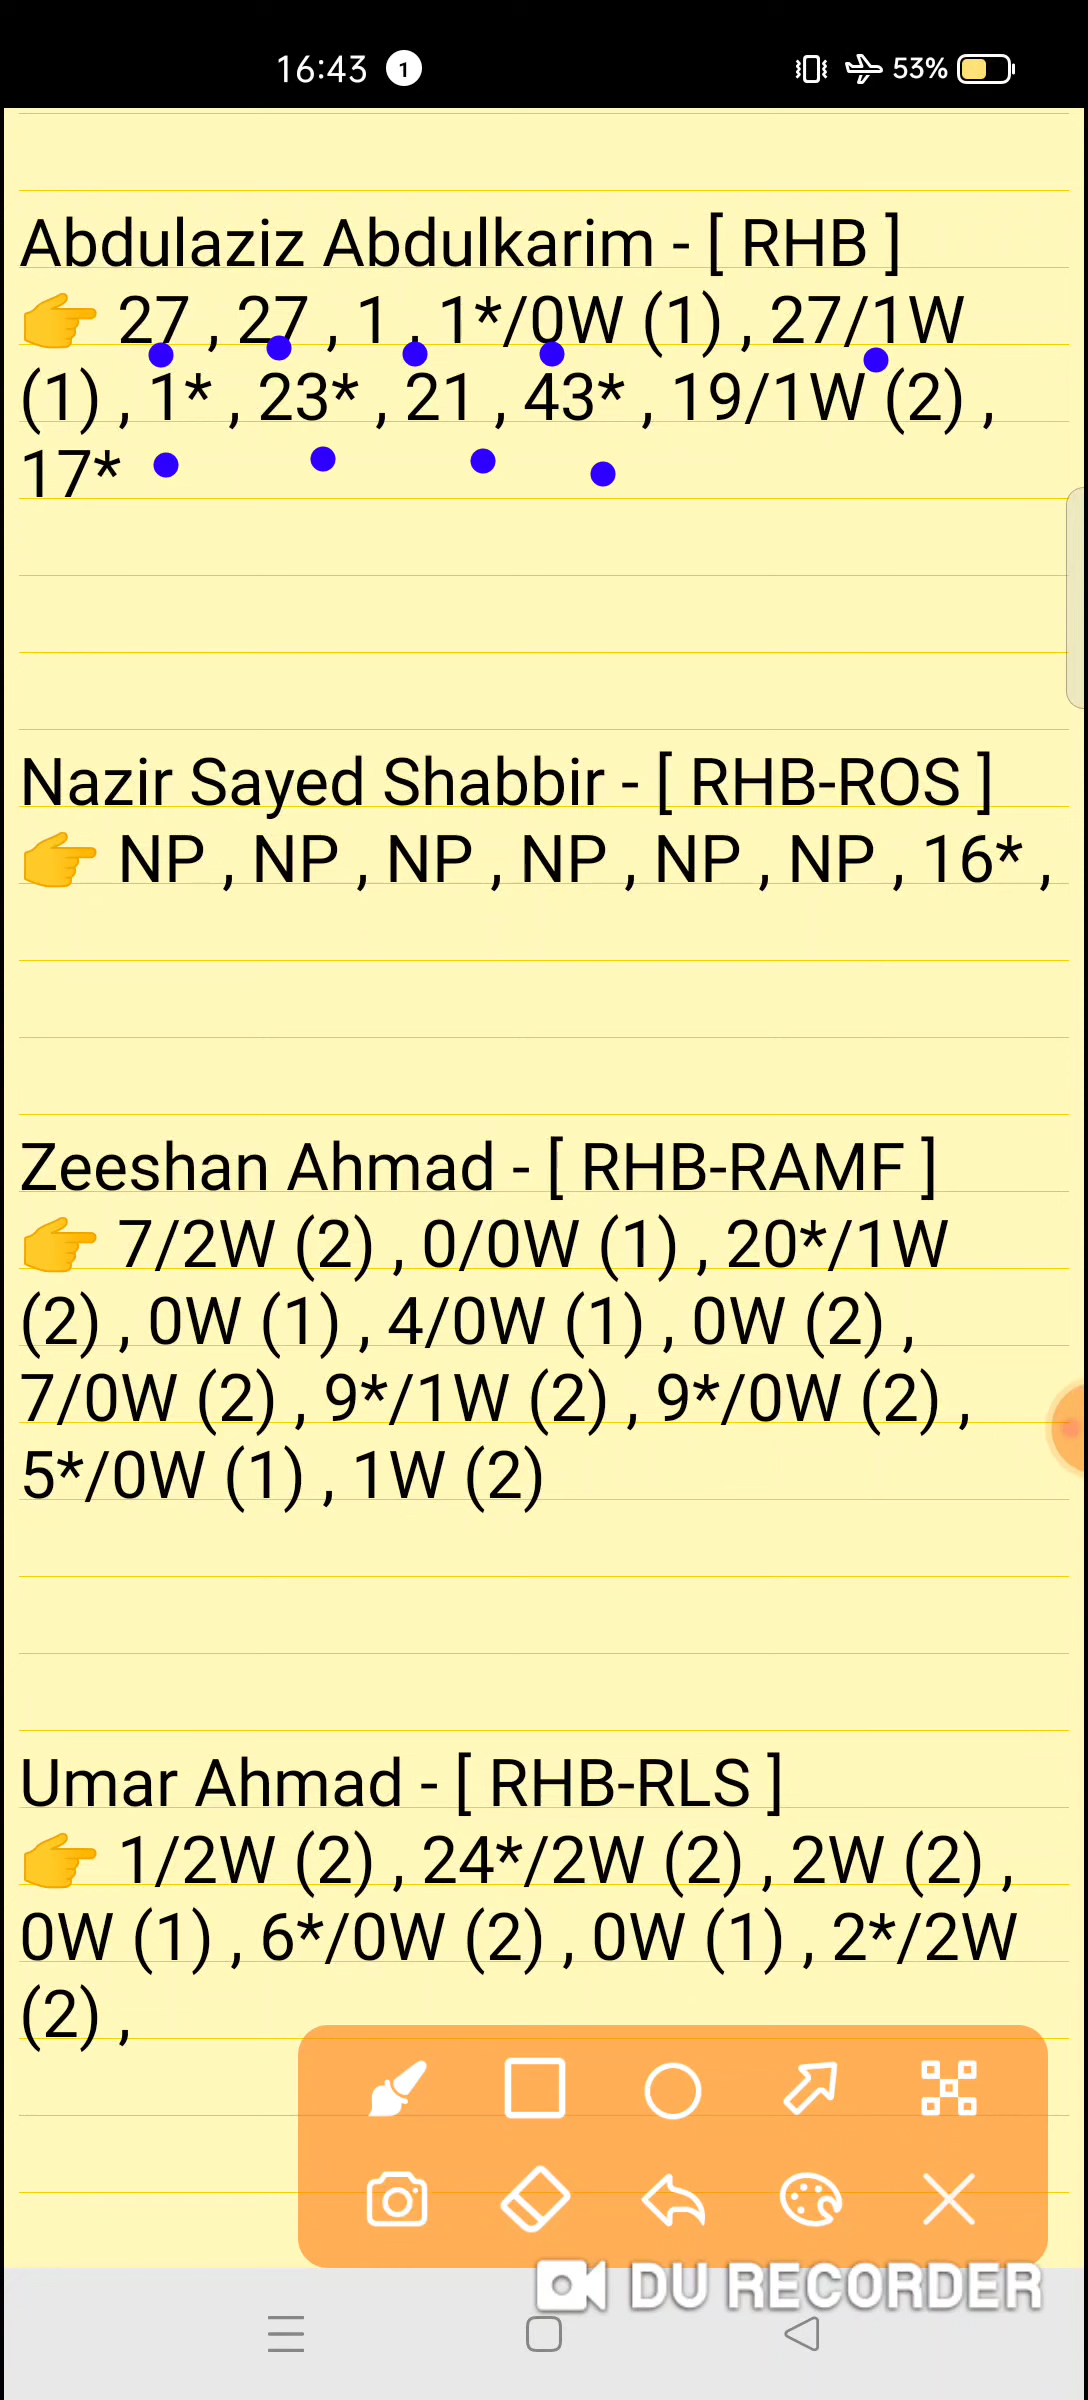 16:43 1 53%
Abdulaziz Abdulkarim - [ RHB ]
👉 27 , 27 , 1 , 1*/0W (1) , 27/1W
(1) , 1* , 23* , 21 , 43* , 19/1W (2) ,
17*
Nazir Sayed Shabbir - [ RHB-ROS ]
👉 NP , NP , NP , NP , NP , NP , 16* ,
Zeeshan Ahmad - [ RHB-RAMF ]
👉 7/2W (2) , 0/0W (1) , 20*/1W
(2) , 0W (1) , 4/0W (1) , 0W (2) ,
7/0W (2) , 9*/1W (2) , 9*/0W (2) ,
5*/0W (1) , 1W (2)
Umar Ahmad - [ RHB-RLS ]
👉 1/2W (2) , 24*/2W (2) , 2W (2) ,
0W (1) , 6*/0W (2) , 0W (1) , 2*/2W
(2) ,
DU RECORDER